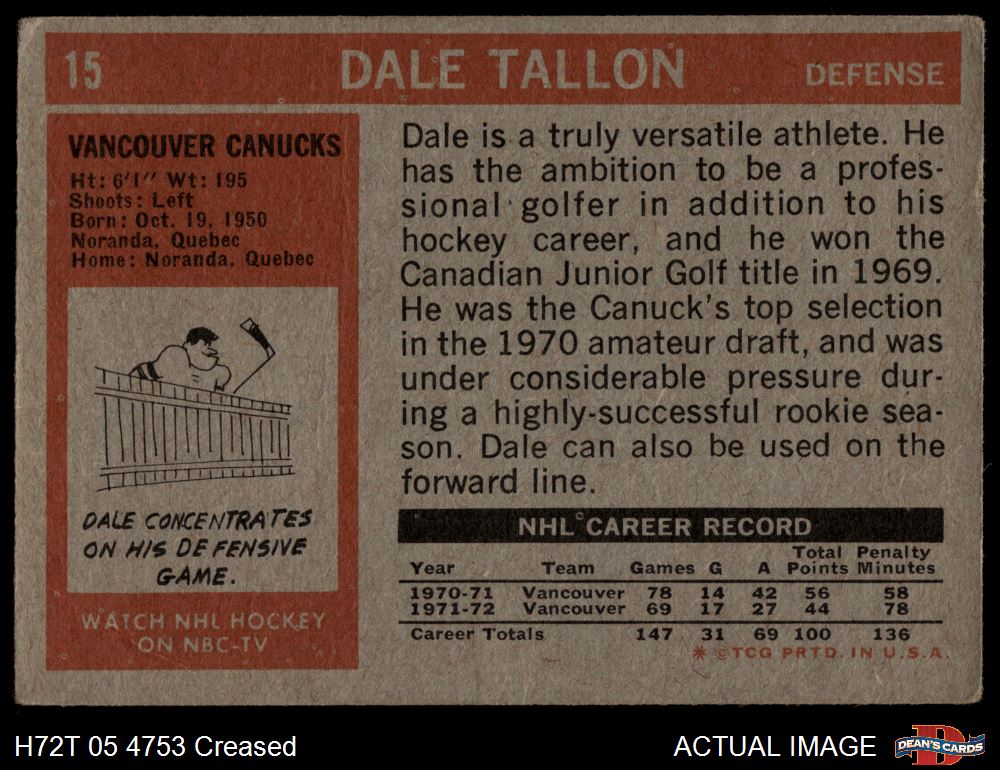 15 DALE TALLON DEFENSE
VANCOUVER CANUCKS
Ht: 6'1" Wt: 195
Shoots: Left
Born: Oct. 19, 1950
Noranda, Quebec
Home: Noranda, Quebec
DALE CONCENTRATES
ON HIS DEFENSIVE
GAME.
WATCH NHL HOCKEY
ON NBC-TV
Dale is a truly versatile athlete. He
has the ambition to be a profes-
sional golfer in addition to his
hockey career, and he won the
Canadian Junior Golf title in 1969.
He was the Canuck's top selection
in the 1970 amateur draft, and was
under considerable pressure dur-
ing a highly-successful rookie sea-
son. Dale can also be used on the
forward line.
NHL CAREER RECORD
Total Penalty
Year Team Games G A Points Minutes
1970-71 Vancouver 78 14 42 56 58
1971-72 Vancouver 69 17 27 44 78
Career Totals 147 31 69 100 136
* ©TCG PRTD. IN U.S.A.
H72T 05 4753 Creased
ACTUAL IMAGE
DEAN'S CARDS